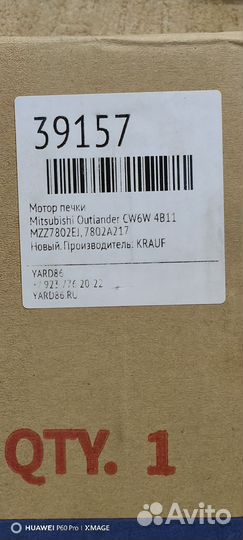 39157
Мотор печки
Mitsubishi Outlander CW6W 4B11
MZZ7802EJ,7802A217
Новый.Производитель: KRAUF
YARD86
+7 923 776 20 22
YARD86.RU
QTY. 1
HUAWEI P60 Pro | XMAGE
Avito